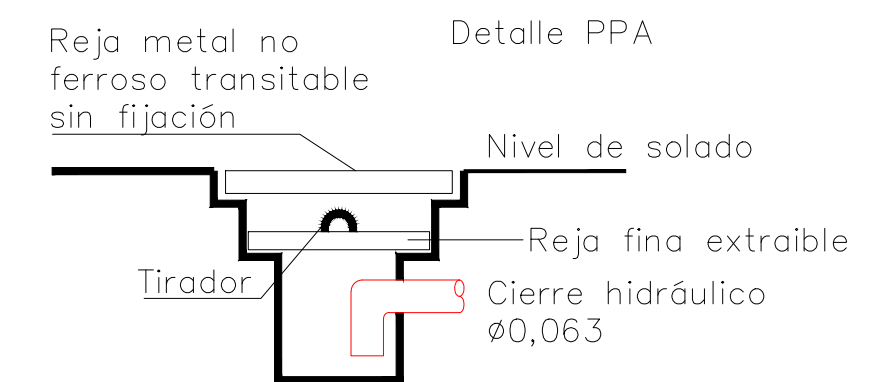 Detalle PPA
Reja metal no
ferroso transitable
sin fijación
Nivel de solado
Reja fina extraible
Tirador
Cierre hidráulico
ø0,063